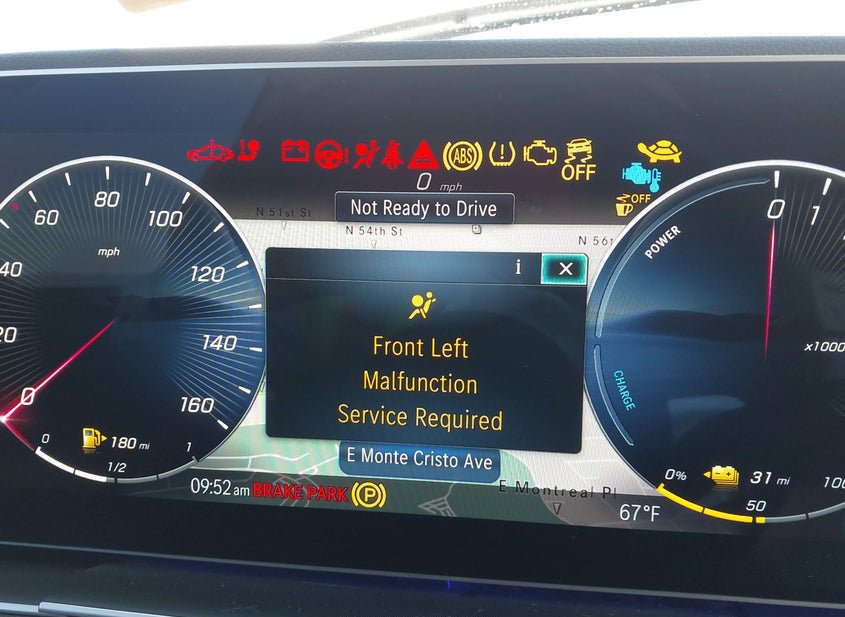 ABS
OFF
0 mph
OFF
Not Ready to Drive
N 51st St
N 54th St
N 56
i
Front Left
Malfunction
Service Required
E Monte Cristo Ave
E Montreal Pl
09:52 am BRAKE PARK P
67°F
0
20
40
60
80
100
120
140
160
mph
0
1/2
1
180 mi
POWER
CHARGE
0
1
x1000
0%
50
100
31 mi